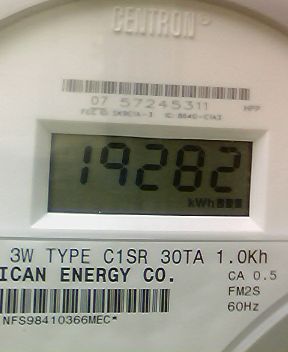 CENTRON®
07 57245311 HPP
19282
kWh
3W TYPE C1SR 30TA 1.0Kh
ICAN ENERGY CO. CA 0.5
FM2S
60Hz
NFS98410366MEC*